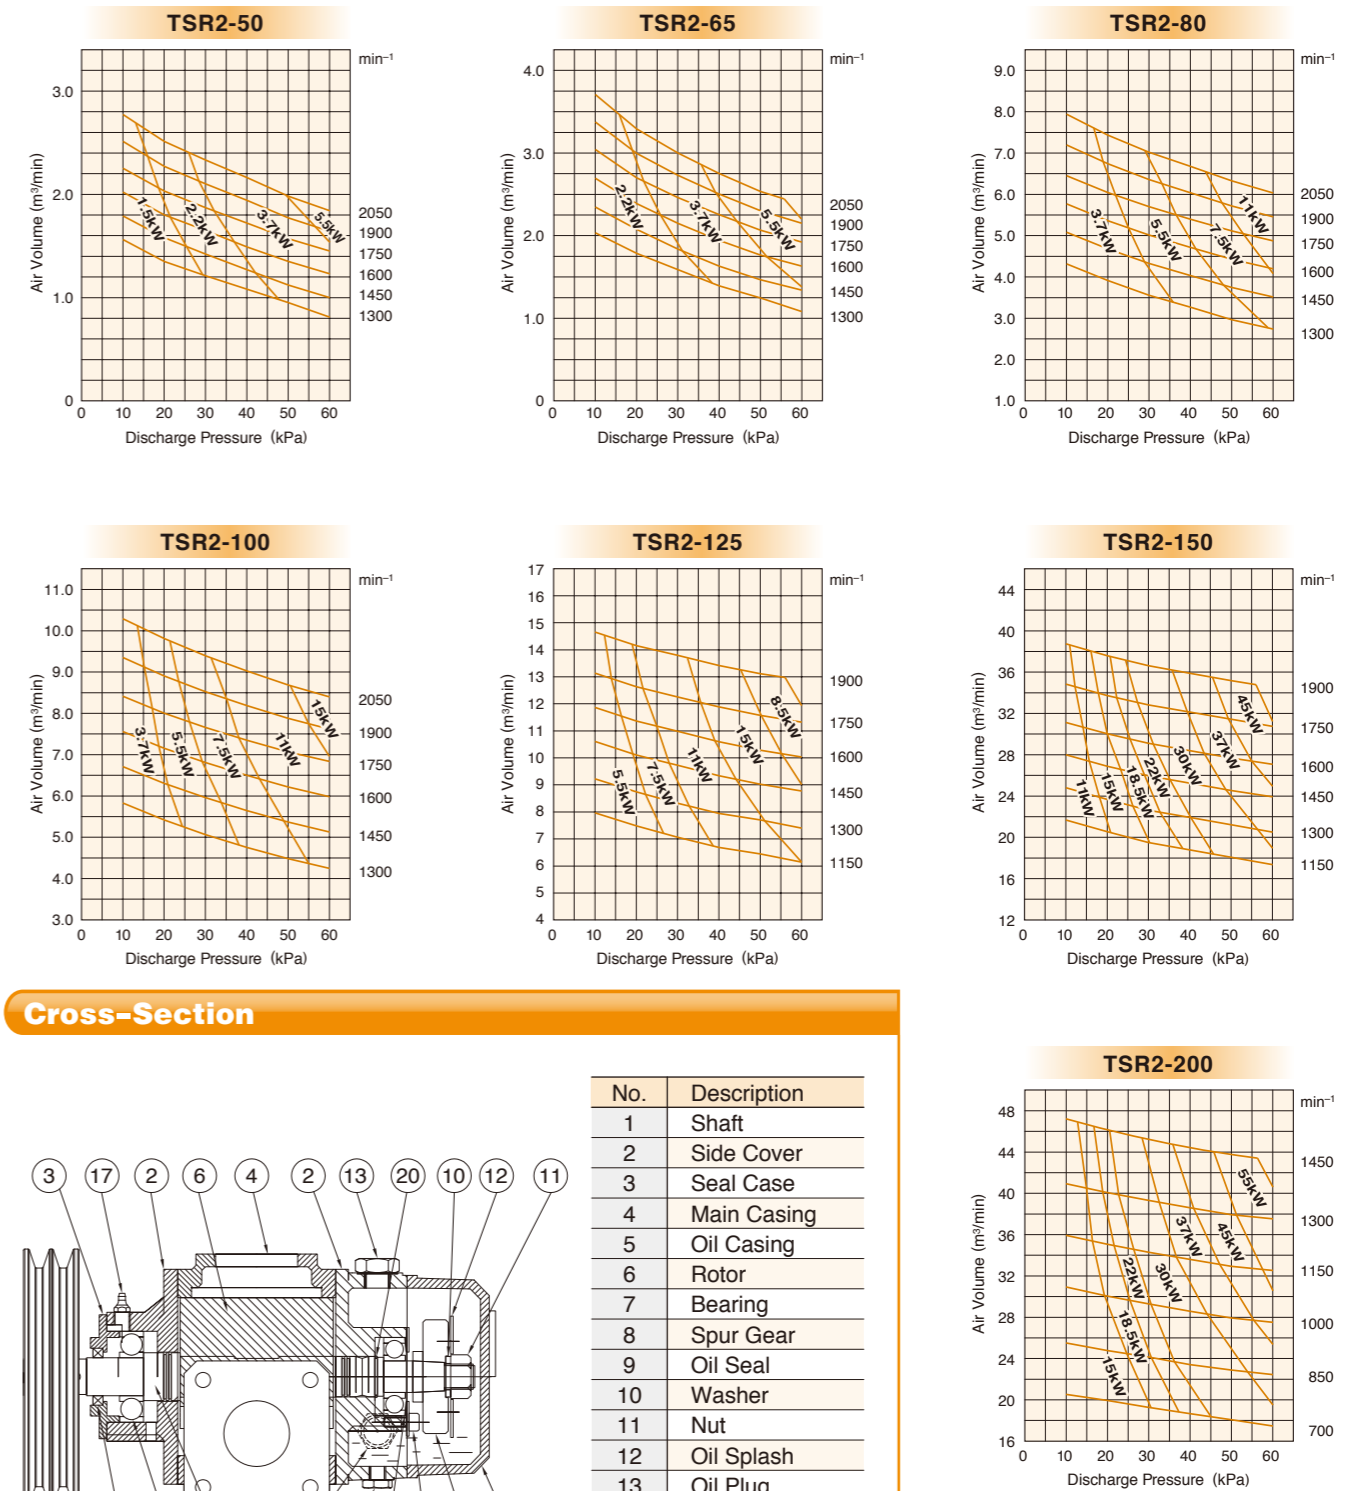 TSR2-50
min⁻¹
3.0
2.0
1.0
0
Air Volume (m³/min)
1.5kW
2.2kW
3.7kW
5.5kW
2050
1900
1750
1600
1450
1300
0 10 20 30 40 50 60
Discharge Pressure (kPa)
TSR2-65
min⁻¹
4.0
3.0
2.0
1.0
0
Air Volume (m³/min)
2.2kW
3.7kW
5.5kW
2050
1900
1750
1600
1450
1300
0 10 20 30 40 50 60
Discharge Pressure (kPa)
TSR2-80
min⁻¹
9.0
8.0
7.0
6.0
5.0
4.0
3.0
2.0
1.0
Air Volume (m³/min)
3.7kW
5.5kW
7.5kW
11kW
2050
1900
1750
1600
1450
1300
0 10 20 30 40 50 60
Discharge Pressure (kPa)
TSR2-100
min⁻¹
11.0
10.0
9.0
8.0
7.0
6.0
5.0
4.0
3.0
Air Volume (m³/min)
3.7kW
5.5kW
7.5kW
11kW
15kW
2050
1900
1750
1600
1450
1300
0 10 20 30 40 50 60
Discharge Pressure (kPa)
TSR2-125
min⁻¹
17
16
15
14
13
12
11
10
9
8
7
6
5
4
Air Volume (m³/min)
5.5kW
7.5kW
11kW
15kW
8.5kW
1900
1750
1600
1450
1300
1150
0 10 20 30 40 50 60
Discharge Pressure (kPa)
TSR2-150
min⁻¹
44
40
36
32
28
24
20
16
12
Air Volume (m³/min)
11kW
15kW
18.5kW
22kW
30kW
37kW
45kW
1900
1750
1600
1450
1300
1150
0 10 20 30 40 50 60
Discharge Pressure (kPa)
Cross-Section
3 17 2 6 4 2 13 20 10 12 11
No. Description
1 Shaft
2 Side Cover
3 Seal Case
4 Main Casing
5 Oil Casing
6 Rotor
7 Bearing
8 Spur Gear
9 Oil Seal
10 Washer
11 Nut
12 Oil Splash
13 Oil Plug
TSR2-200
min⁻¹
48
44
40
36
32
28
24
20
16
Air Volume (m³/min)
15kW
18.5kW
22kW
30kW
37kW
45kW
55kW
1450
1300
1150
1000
850
700
0 10 20 30 40 50 60
Discharge Pressure (kPa)